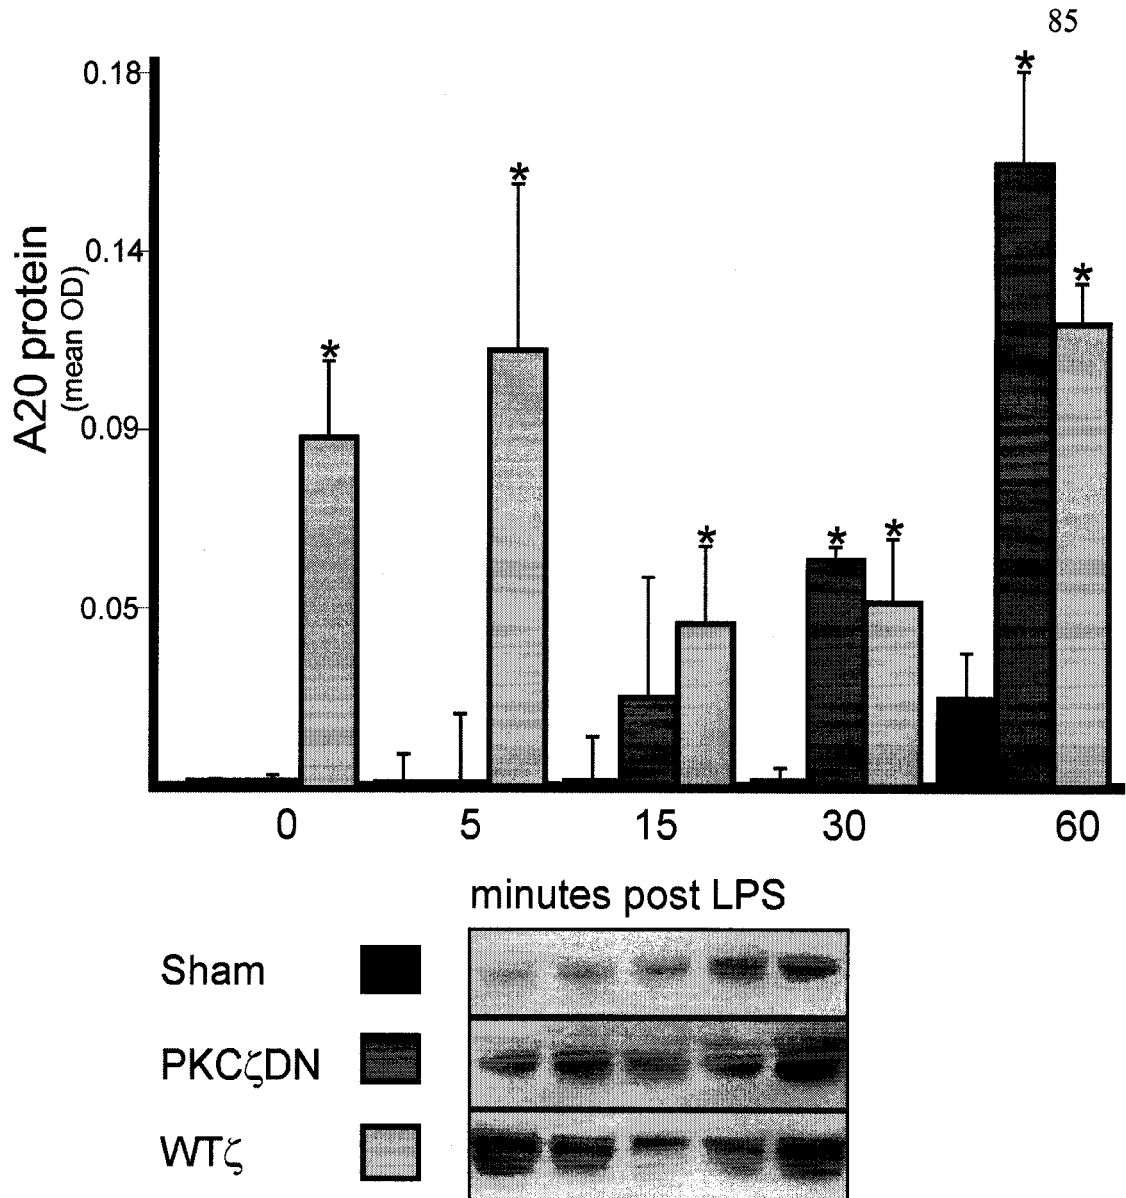 85
0.18
0.14
0.09
0.05
A20 protein
(mean OD)
* * * * * * *
0 5 15 30 60
minutes post LPS
Sham
PKCζDN
WTζ